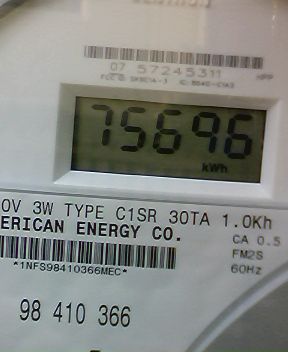 07 57245311
HPP
75696
kWh
0V 3W TYPE C1SR 30TA 1.0Kh
ERICAN ENERGY CO.
CA 0.5
FM2S
60Hz
*1NFS98410366MEC*
98 410 366